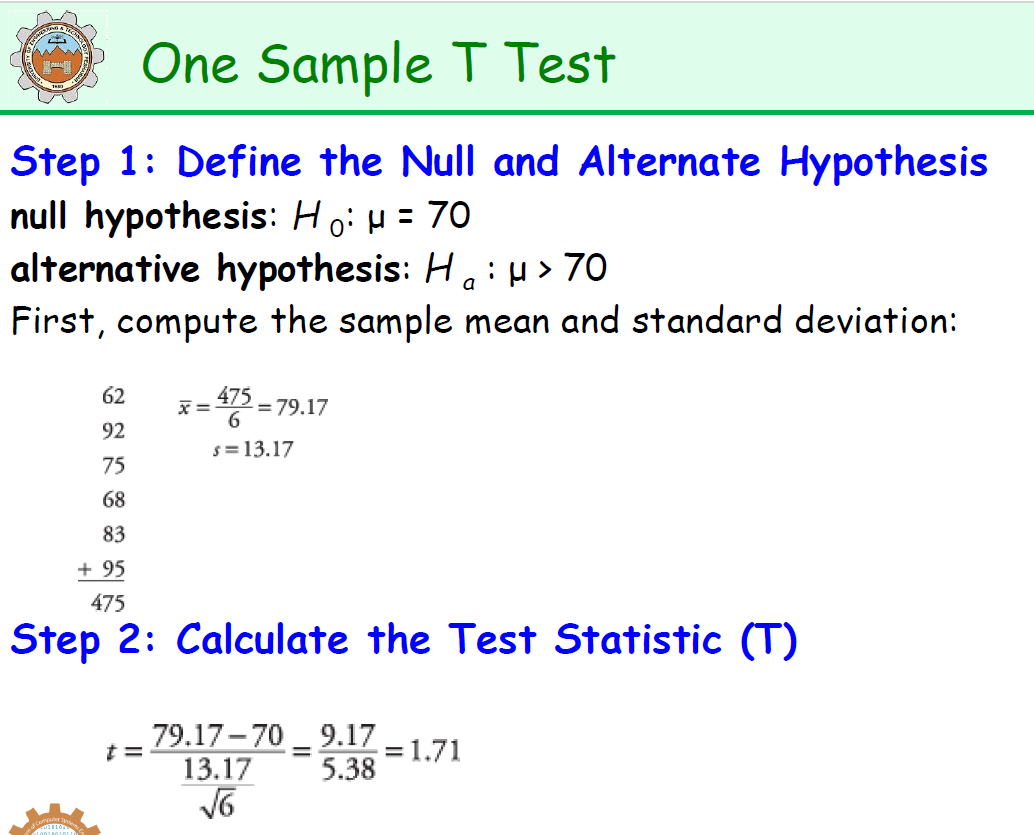 One Sample T Test
Step 1: Define the Null and Alternate Hypothesis
null hypothesis: H 0: µ = 70
alternative hypothesis: H a : µ > 70
First, compute the sample mean and standard deviation:
62
92
75
68
83
+ 95
475
x̅ = 475/6 = 79.17
s = 13.17
Step 2: Calculate the Test Statistic (T)
t = (79.17 – 70)/(13.17/√6) = 9.17/5.38 = 1.71